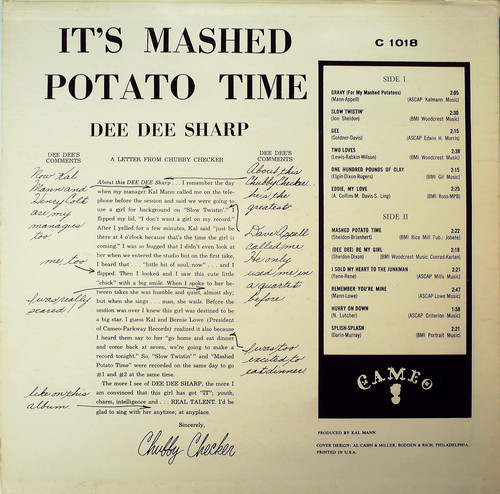 IT'S MASHED
POTATO TIME
DEE DEE SHARP
C 1018
DEE DEE'S
COMMENTS
Now Kal
Mann and
Henry Colt
are my
managers
too
me, too
I was really
scared!
like on this
album
A LETTER FROM CHUBBY CHECKER
About this DEE DEE Sharp . . . I remember the day
when my manager Kal Mann called me on the tele-
phone before the session and said we were going to
use a girl for background on "Slow Twistin'." I
flipped my lid, "I don't want a girl on my record."
After I yelled for a few minutes, Kal said "just be
there at 4 o'clock because that's the time the girl is
coming." I was so bugged that I didn't even look at
her when we entered the studio but on the first take,
I heard that . . . "little bit of soul, now" . . . and I
flipped. Then I looked and I saw this cute little
"chick" with a big smile. When I spoke to her be-
tween takes she was humble and quiet, almost shy;
but when she sings . . . man, she wails. Before the
session was over I knew this girl was destined to be
a big star. I guess Kal and Bernie Lowe (President
of Cameo-Parkway Records) realized it also because
I heard them say to her "go home and eat dinner
and come back at seven, we're going to make a
record tonight." So, "Slow Twistin'" and "Mashed
Potato Time" were recorded on the same day to go
#1 and #2 at the same time.
The more I see of DEE DEE SHARP, the more I
am convinced that this girl has got "IT"; youth,
charm, intelligence and . . . REAL TALENT. I'd be
glad to sing with her anytime; at anyplace.
Sincerely,
Chubby Checker
DEE DEE'S
COMMENTS
About this
Chubby Checker...
he's the
greatest
Dave Appell
called me
He only
used me in
a quartet
before
I was too
excited to
eat dinner
SIDE I
GRAVY (For My Mashed Potatoes) 2:05
(Mann-Appell) (ASCAP Kalmann Music)
SLOW TWISTIN' 2:30
(Jon Sheldon) (BMI Woodcrest Music)
GEE 2:15
(Goldner-Davis) (ASCAP Edwin H. Morris)
TWO LOVES 2:38
(Lewis-Rabkin-Wilson) (BMI Woodcrest Music)
ONE HUNDRED POUNDS OF CLAY 2:15
(Elgin-Dixon-Rogers) (BMI Gil Music)
EDDIE, MY LOVE 2:25
(A. Collins M. Davis S. Ling) (BMI Ross-MPB)
SIDE II
MASHED POTATO TIME 2:22
(Sheldon-Brianhert) (BMI Rice Mill Pub.: Jobete)
(DEE DEE) BE MY GIRL 2:18
(Sheldon-Dixon) (BMI Woodcrest: Music Conrad-Karlan)
I SOLD MY HEART TO THE JUNKMAN
(Fene-Rene) (ASCAP Mills Music)
REMEMBER YOU'RE MINE 2:47
(Mann-Lowe) (ASCAP Lowe Music)
HURRY ON DOWN 1:58
(N. Lutcher) (ASCAP Criterion Music)
SPLISH-SPLASH 2:21
(Darin-Murray) (BMI Portrait Music)
CAMEO
PRODUCED BY KAL MANN
COVER DESIGN: AL CAHN & MILLER, BODDEN & RICH, PHILADELPHIA
PRINTED IN U.S.A.